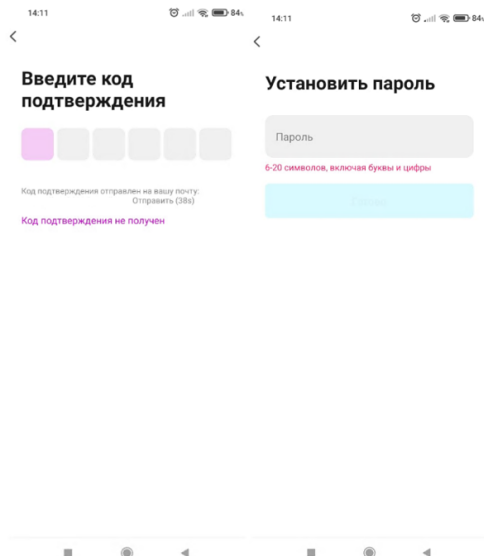 14:11
84
Введите код
подтверждения
Код подтверждения отправлен на вашу почту:
Отправить (38s)
Код подтверждения не получен
14:11
84
Установить пароль
Пароль
6-20 символов, включая буквы и цифры